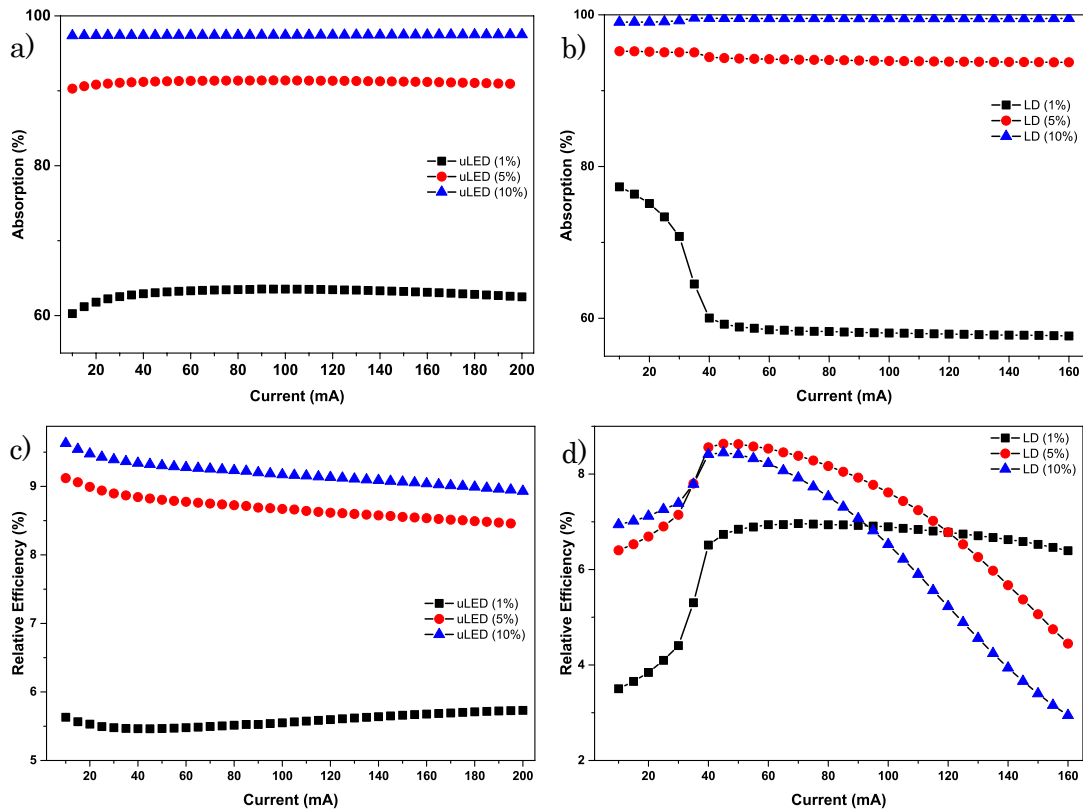 a)
100
80
60
Absorption (%)
uLED (1%)
uLED (5%)
uLED (10%)
20 40 60 80 100 120 140 160 180 200
Current (mA)
b)
100
80
60
Absorption (%)
LD (1%)
LD (5%)
LD (10%)
20 40 60 80 100 120 140 160
Current (mA)
c)
9
8
7
6
5
Relative Efficiency (%)
uLED (1%)
uLED (5%)
uLED (10%)
20 40 60 80 100 120 140 160 180 200
Current (mA)
d)
8
6
4
2
Relative Efficiency (%)
LD (1%)
LD (5%)
LD (10%)
20 40 60 80 100 120 140 160
Current (mA)